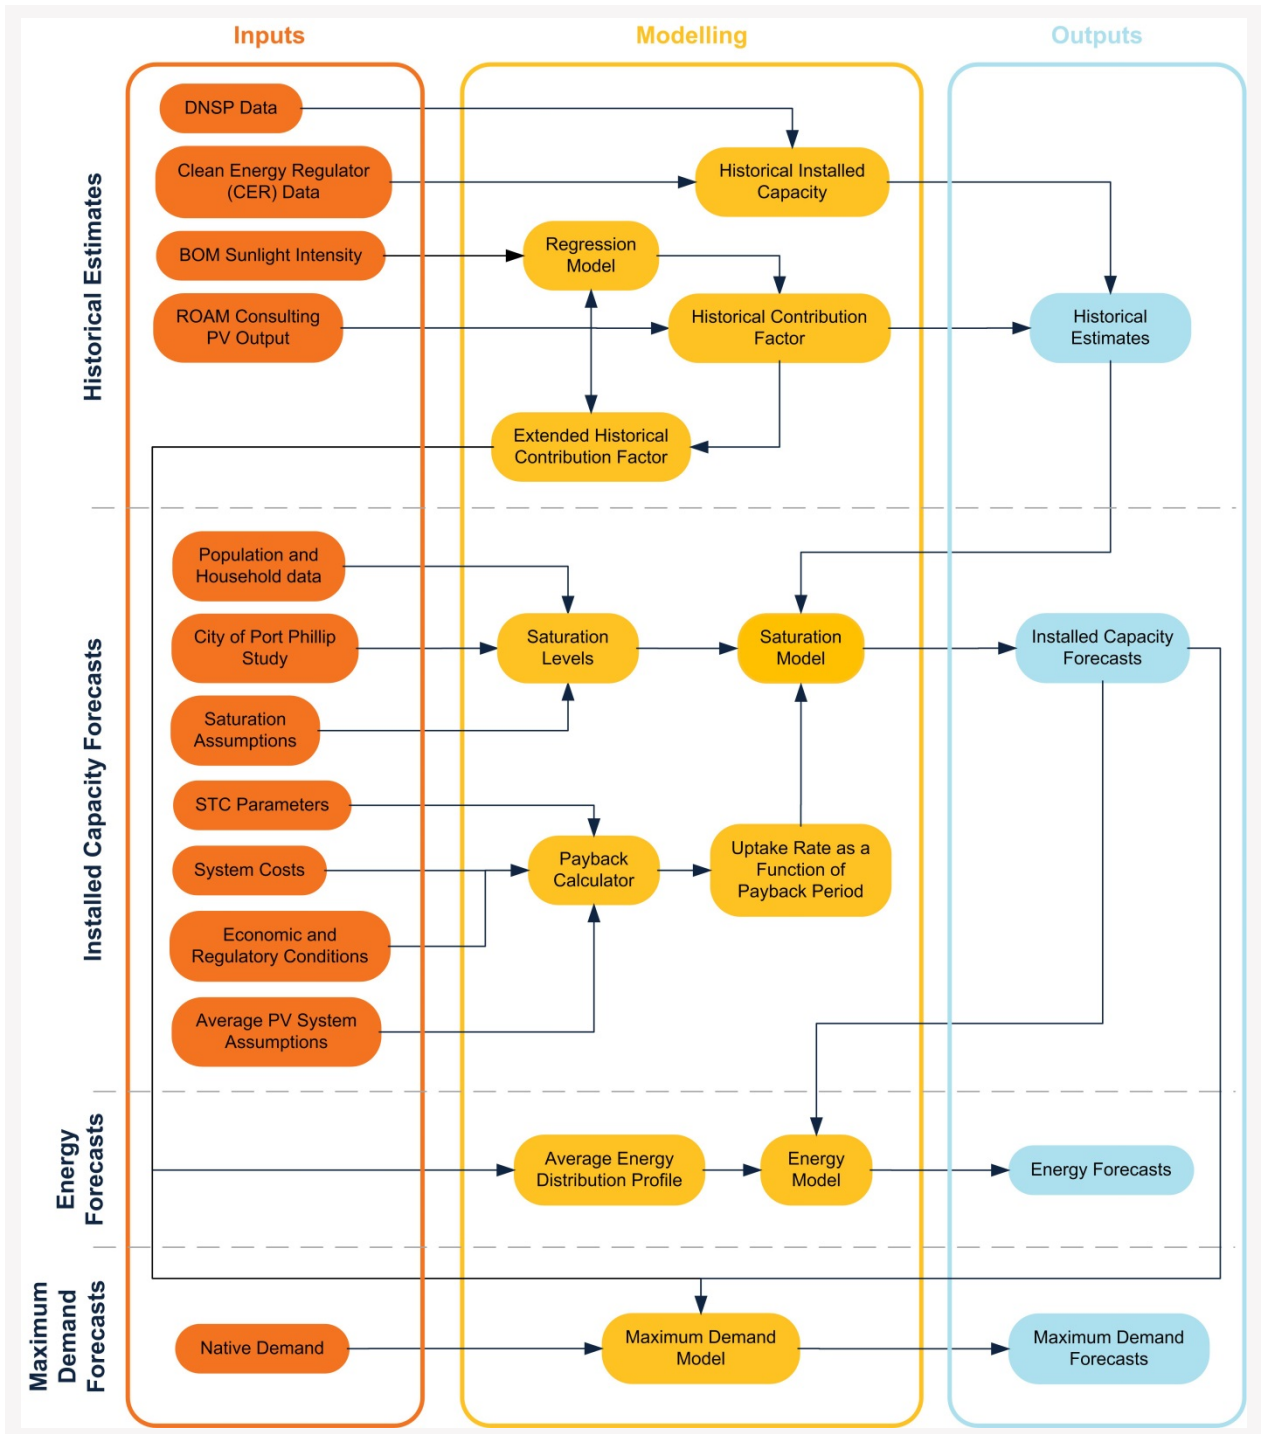 Inputs
Modelling
Outputs
Historical Estimates
DNSP Data
Clean Energy Regulator
(CER) Data
Historical Installed
Capacity
BOM Sunlight Intensity
Regression
Model
ROAM Consulting
PV Output
Historical Contribution
Factor
Historical
Estimates
Extended Historical
Contribution Factor
Installed Capacity Forecasts
Population and
Household data
City of Port Phillip
Study
Saturation
Levels
Saturation
Model
Installed Capacity
Forecasts
Saturation
Assumptions
STC Parameters
System Costs
Payback
Calculator
Uptake Rate as a
Function of
Payback Period
Economic and
Regulatory Conditions
Average PV System
Assumptions
Energy
Forecasts
Average Energy
Distribution Profile
Energy
Model
Energy Forecasts
Maximum
Demand
Forecasts
Native Demand
Maximum Demand
Model
Maximum Demand
Forecasts